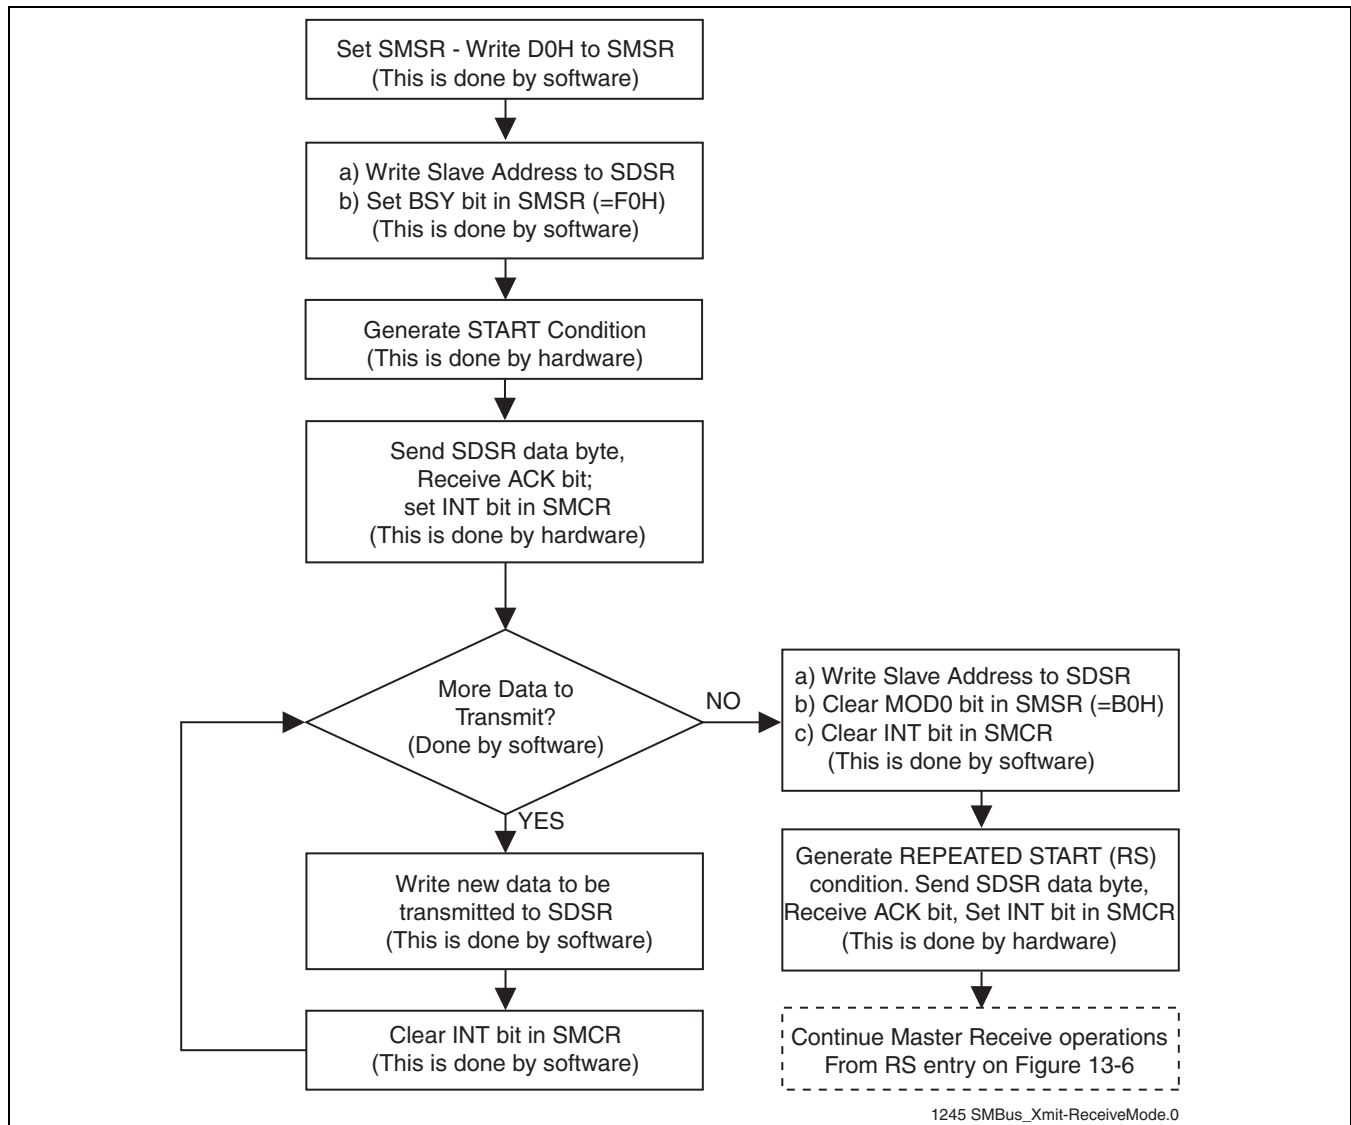 Set SMSR - Write D0H to SMSR
(This is done by software)
a) Write Slave Address to SDSR
b) Set BSY bit in SMSR (=F0H)
(This is done by software)
Generate START Condition
(This is done by hardware)
Send SDSR data byte,
Receive ACK bit;
set INT bit in SMCR
(This is done by hardware)
More Data to
Transmit?
(Done by software)
NO
YES
Write new data to be
transmitted to SDSR
(This is done by software)
Clear INT bit in SMCR
(This is done by software)
a) Write Slave Address to SDSR
b) Clear MOD0 bit in SMSR (=B0H)
c) Clear INT bit in SMCR
(This is done by software)
Generate REPEATED START (RS)
condition. Send SDSR data byte,
Receive ACK bit, Set INT bit in SMCR
(This is done by hardware)
Continue Master Receive operations
From RS entry on Figure 13-6
1245 SMBus_Xmit-ReceiveMode.0